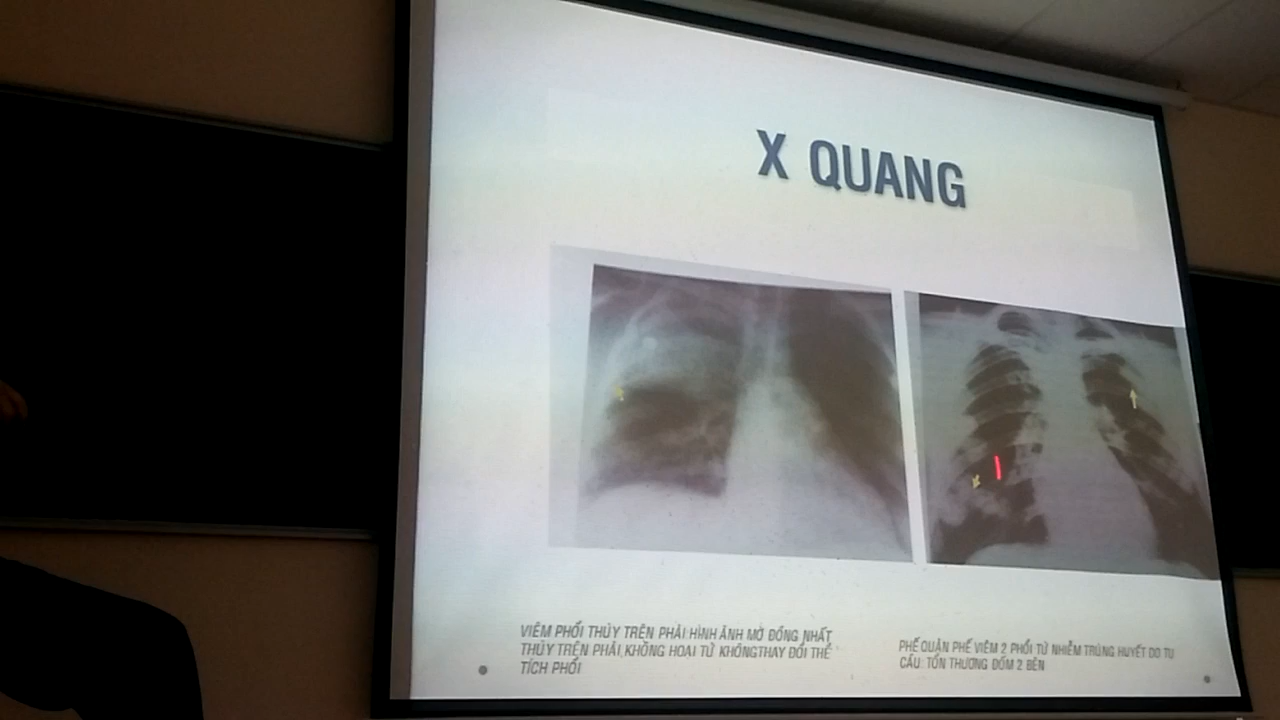 X QUANG
VIÊM PHỔI THÙY TRÊN PHẢI:HÌNH ẢNH MỜ ĐỒNG NHẤT
THÙY TRÊN PHẢI,KHÔNG HOẠI TỬ KHÔNGTHAY ĐỔI THỂ
TÍCH PHỔI
PHẾ QUẢN PHẾ VIÊM 2 PHỔI TỪ NHIỄM TRÙNG HUYẾT DO TỤ
CẦU: TỔN THƯƠNG ĐỐM 2 BÊN